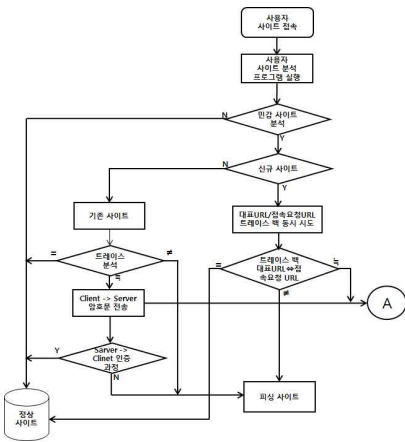 사용자
사이트 접속
사용자
사이트 분석
프로그램 실행
N
민감 사이트
분석
Y
N
신규 사이트
Y
기존 사이트
대표URL/접속요청URL
트레이스 백 동시 시도
=
트레이스
분석
≠
≒
트레이스 백
대표URL⇔접
속요청 URL
=
≒
≠
Client -> Server
암호문 전송
A
Y
Sarver ->
Clinet 인증
과정
N
정상
사이트
피싱 사이트